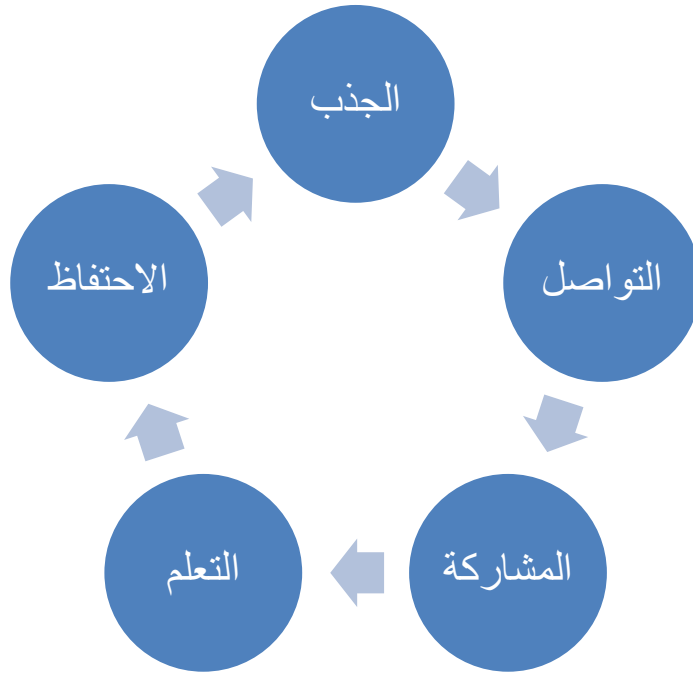 الجذب
التواصل
المشاركة
التعلم
الاحتفاظ